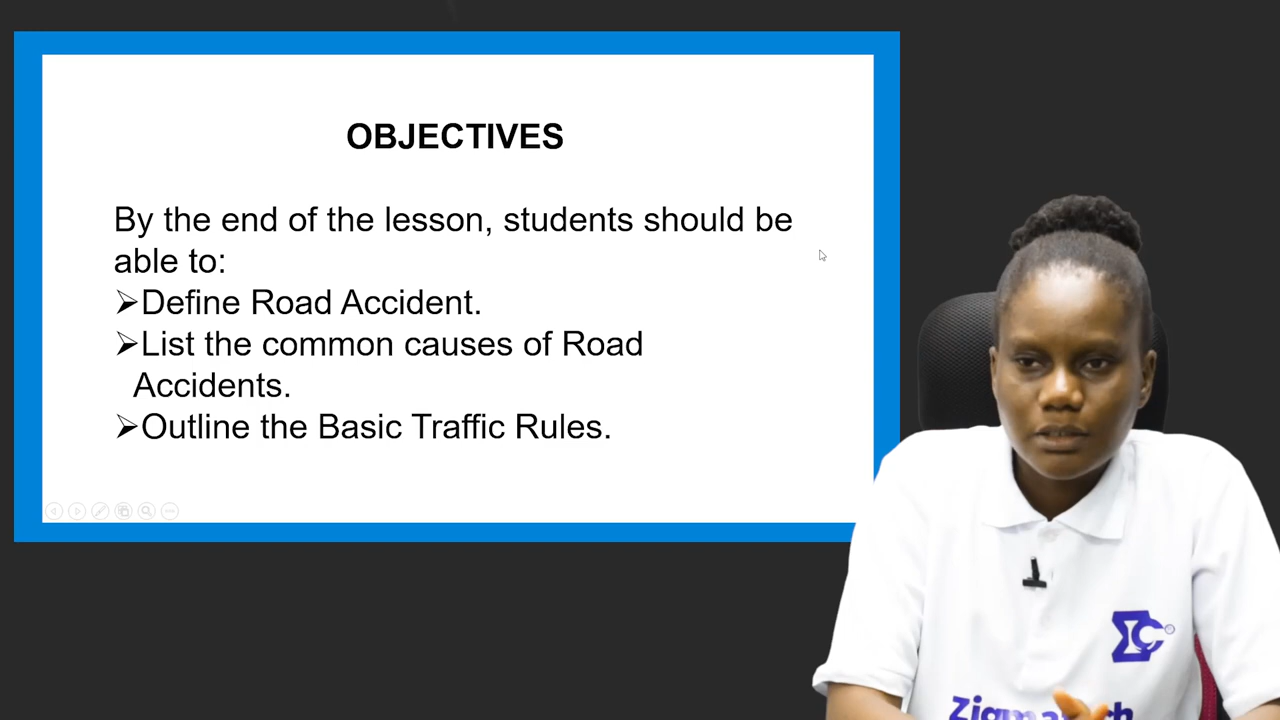 OBJECTIVES
By the end of the lesson, students should be
able to:
➢Define Road Accident.
➢List the common causes of Road
Accidents.
➢Outline the Basic Traffic Rules.